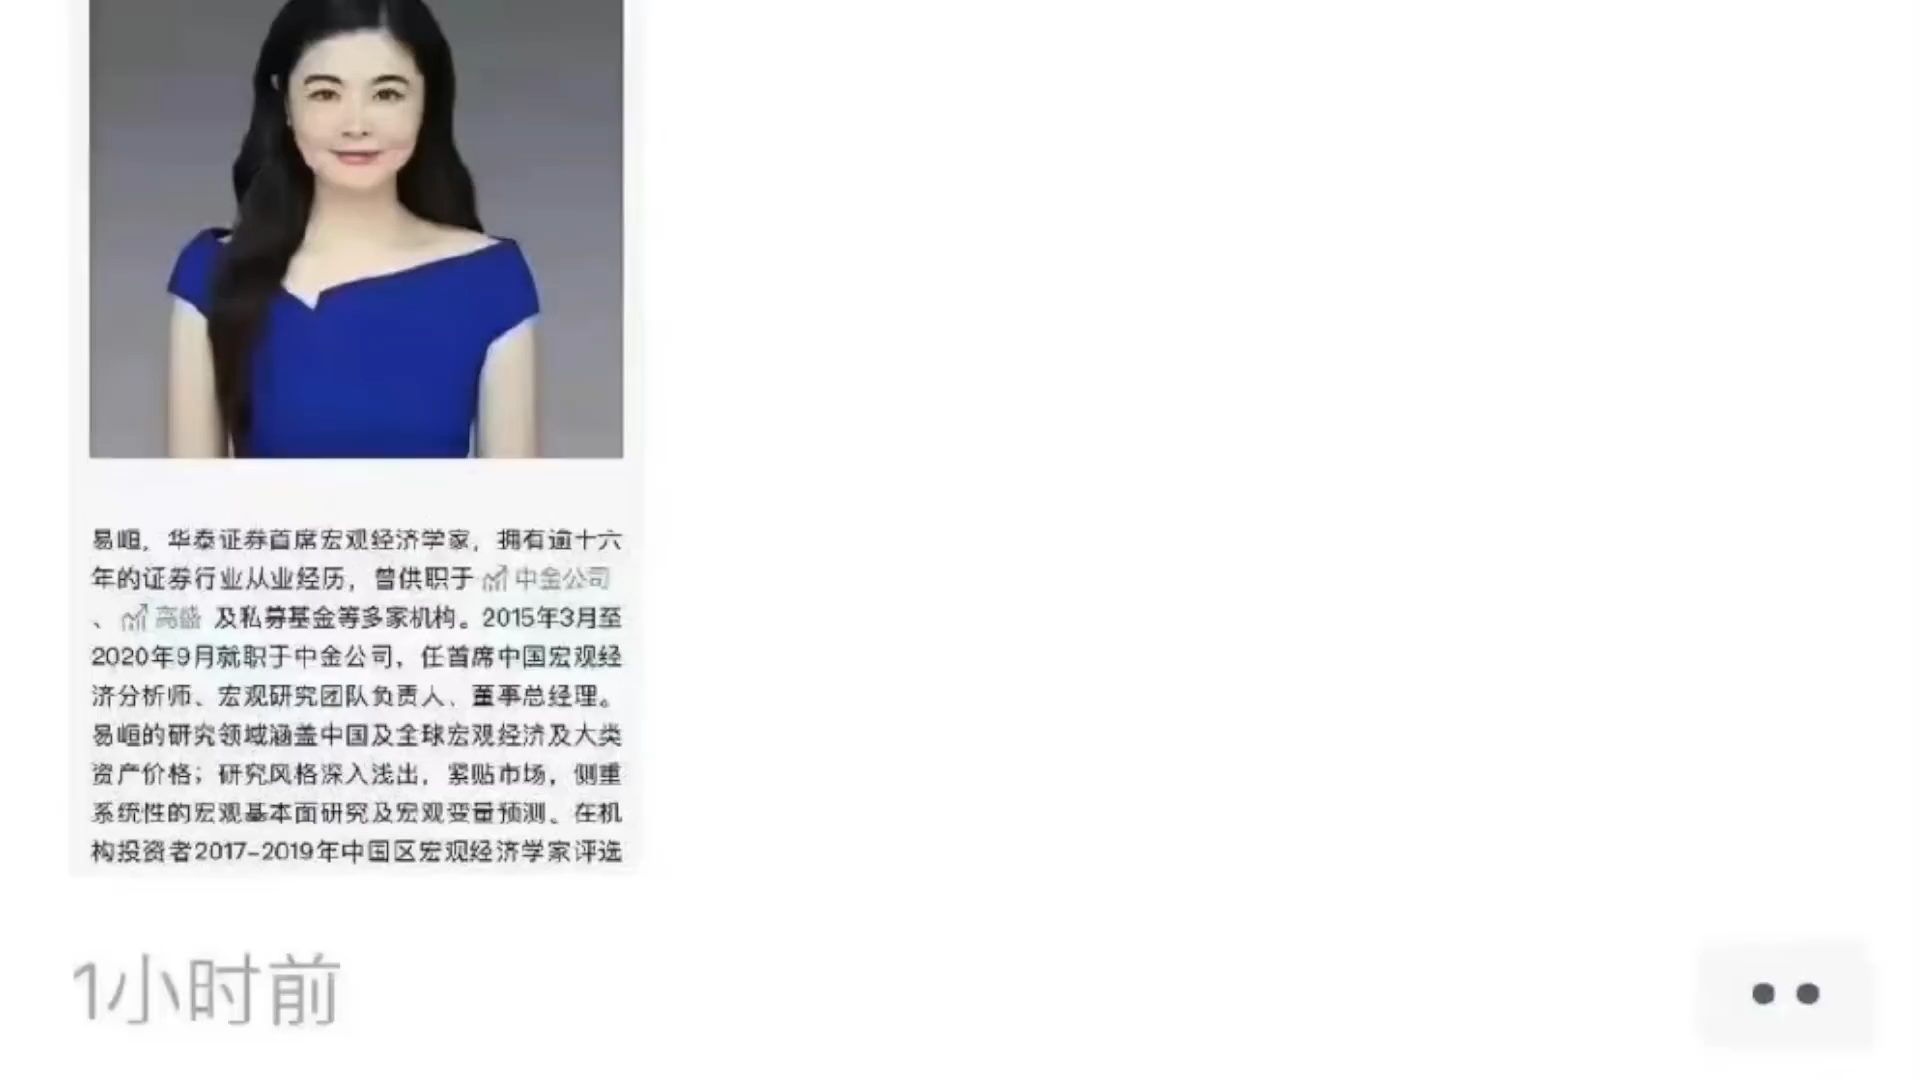 易峘，华泰证券首席宏观经济学家，拥有逾十六
年的证券行业从业经历，曾供职于 中金公司
、 高盛 及私募基金等多家机构。2015年3月至
2020年9月就职于中金公司，任首席中国宏观经
济分析师、宏观研究团队负责人、董事总经理。
易峘的研究领域涵盖中国及全球宏观经济及大类
资产价格；研究风格深入浅出，紧贴市场，侧重
系统性的宏观基本面研究及宏观变量预测。在机
构投资者2017-2019年中国区宏观经济学家评选
1小时前